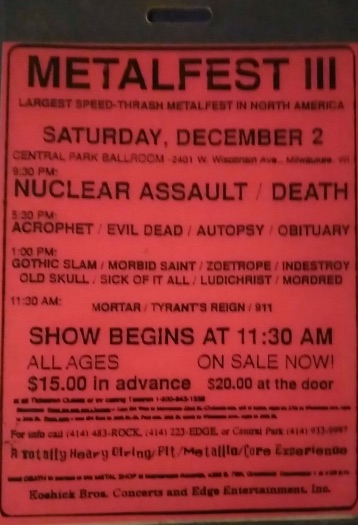 METALFEST III
LARGEST SPEED-THRASH METALFEST IN NORTH AMERICA
SATURDAY, DECEMBER 2
CENTRAL PARK BALLROOM - 2401 W. Wisconsin Ave., Milwaukee, WI
9:30 PM:
NUCLEAR ASSAULT / DEATH
5:30 PM:
ACROPHET / EVIL DEAD / AUTOPSY / OBITUARY
1:00 PM:
GOTHIC SLAM / MORBID SAINT / ZOETROPE / INDESTROY
OLD SKULL / SICK OF IT ALL / LUDICHRIST / MORDRED
11:30 AM:
MORTAR / TYRANT'S REIGN / 911
SHOW BEGINS AT 11:30 AM
ALL AGES ON SALE NOW!
$15.00 in advance $20.00 at the door
For info call (414) 483-ROCK, (414) 223-EDGE, or Central Park (414)
A Totally Heavy
Koshick Bros. Concerts and Edge Entertainment, Inc.